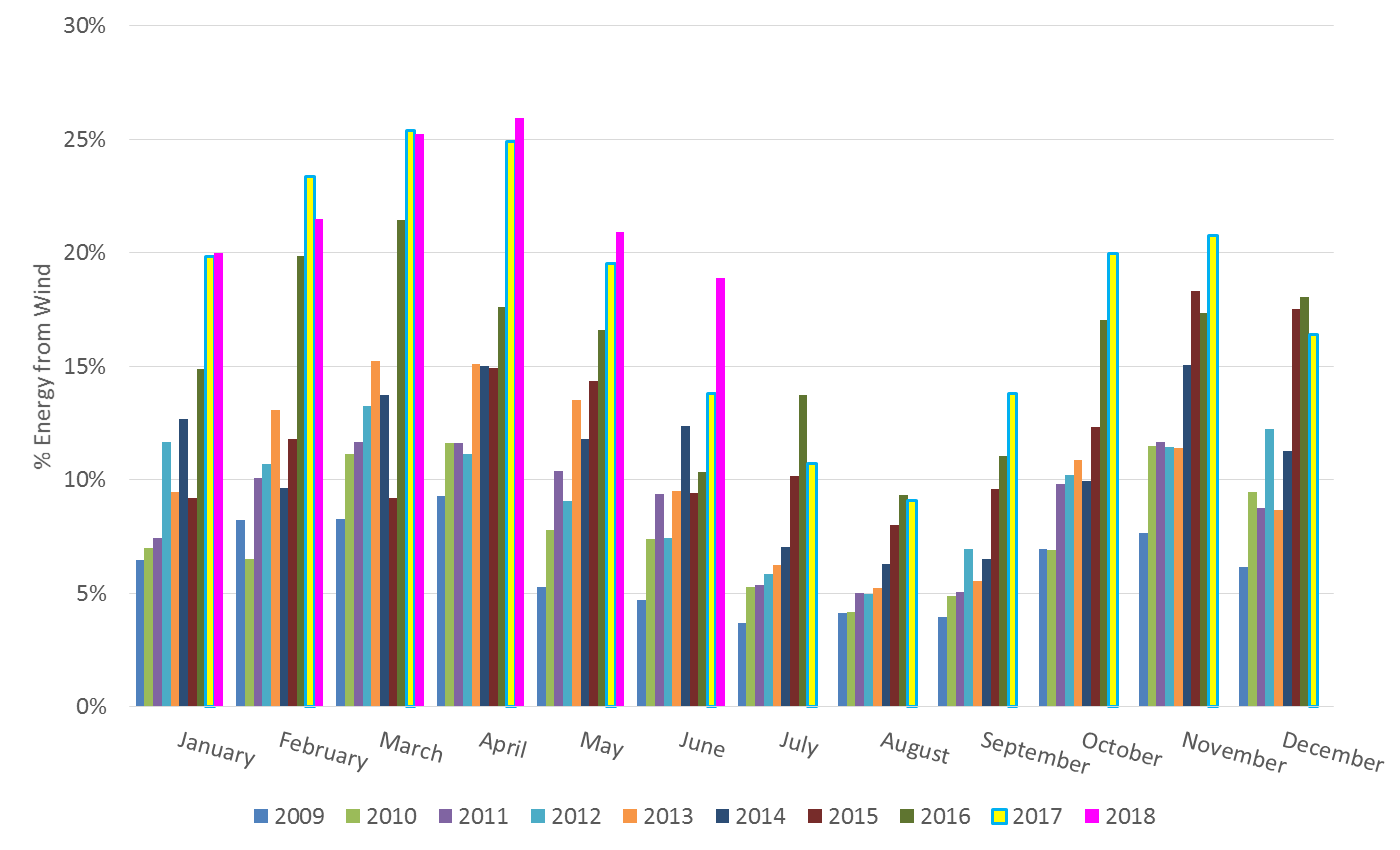 30%
25%
20%
15%
10%
5%
0%
% Energy from Wind
January February March April May June July August September October November December
2009 2010 2011 2012 2013 2014 2015 2016 2017 2018